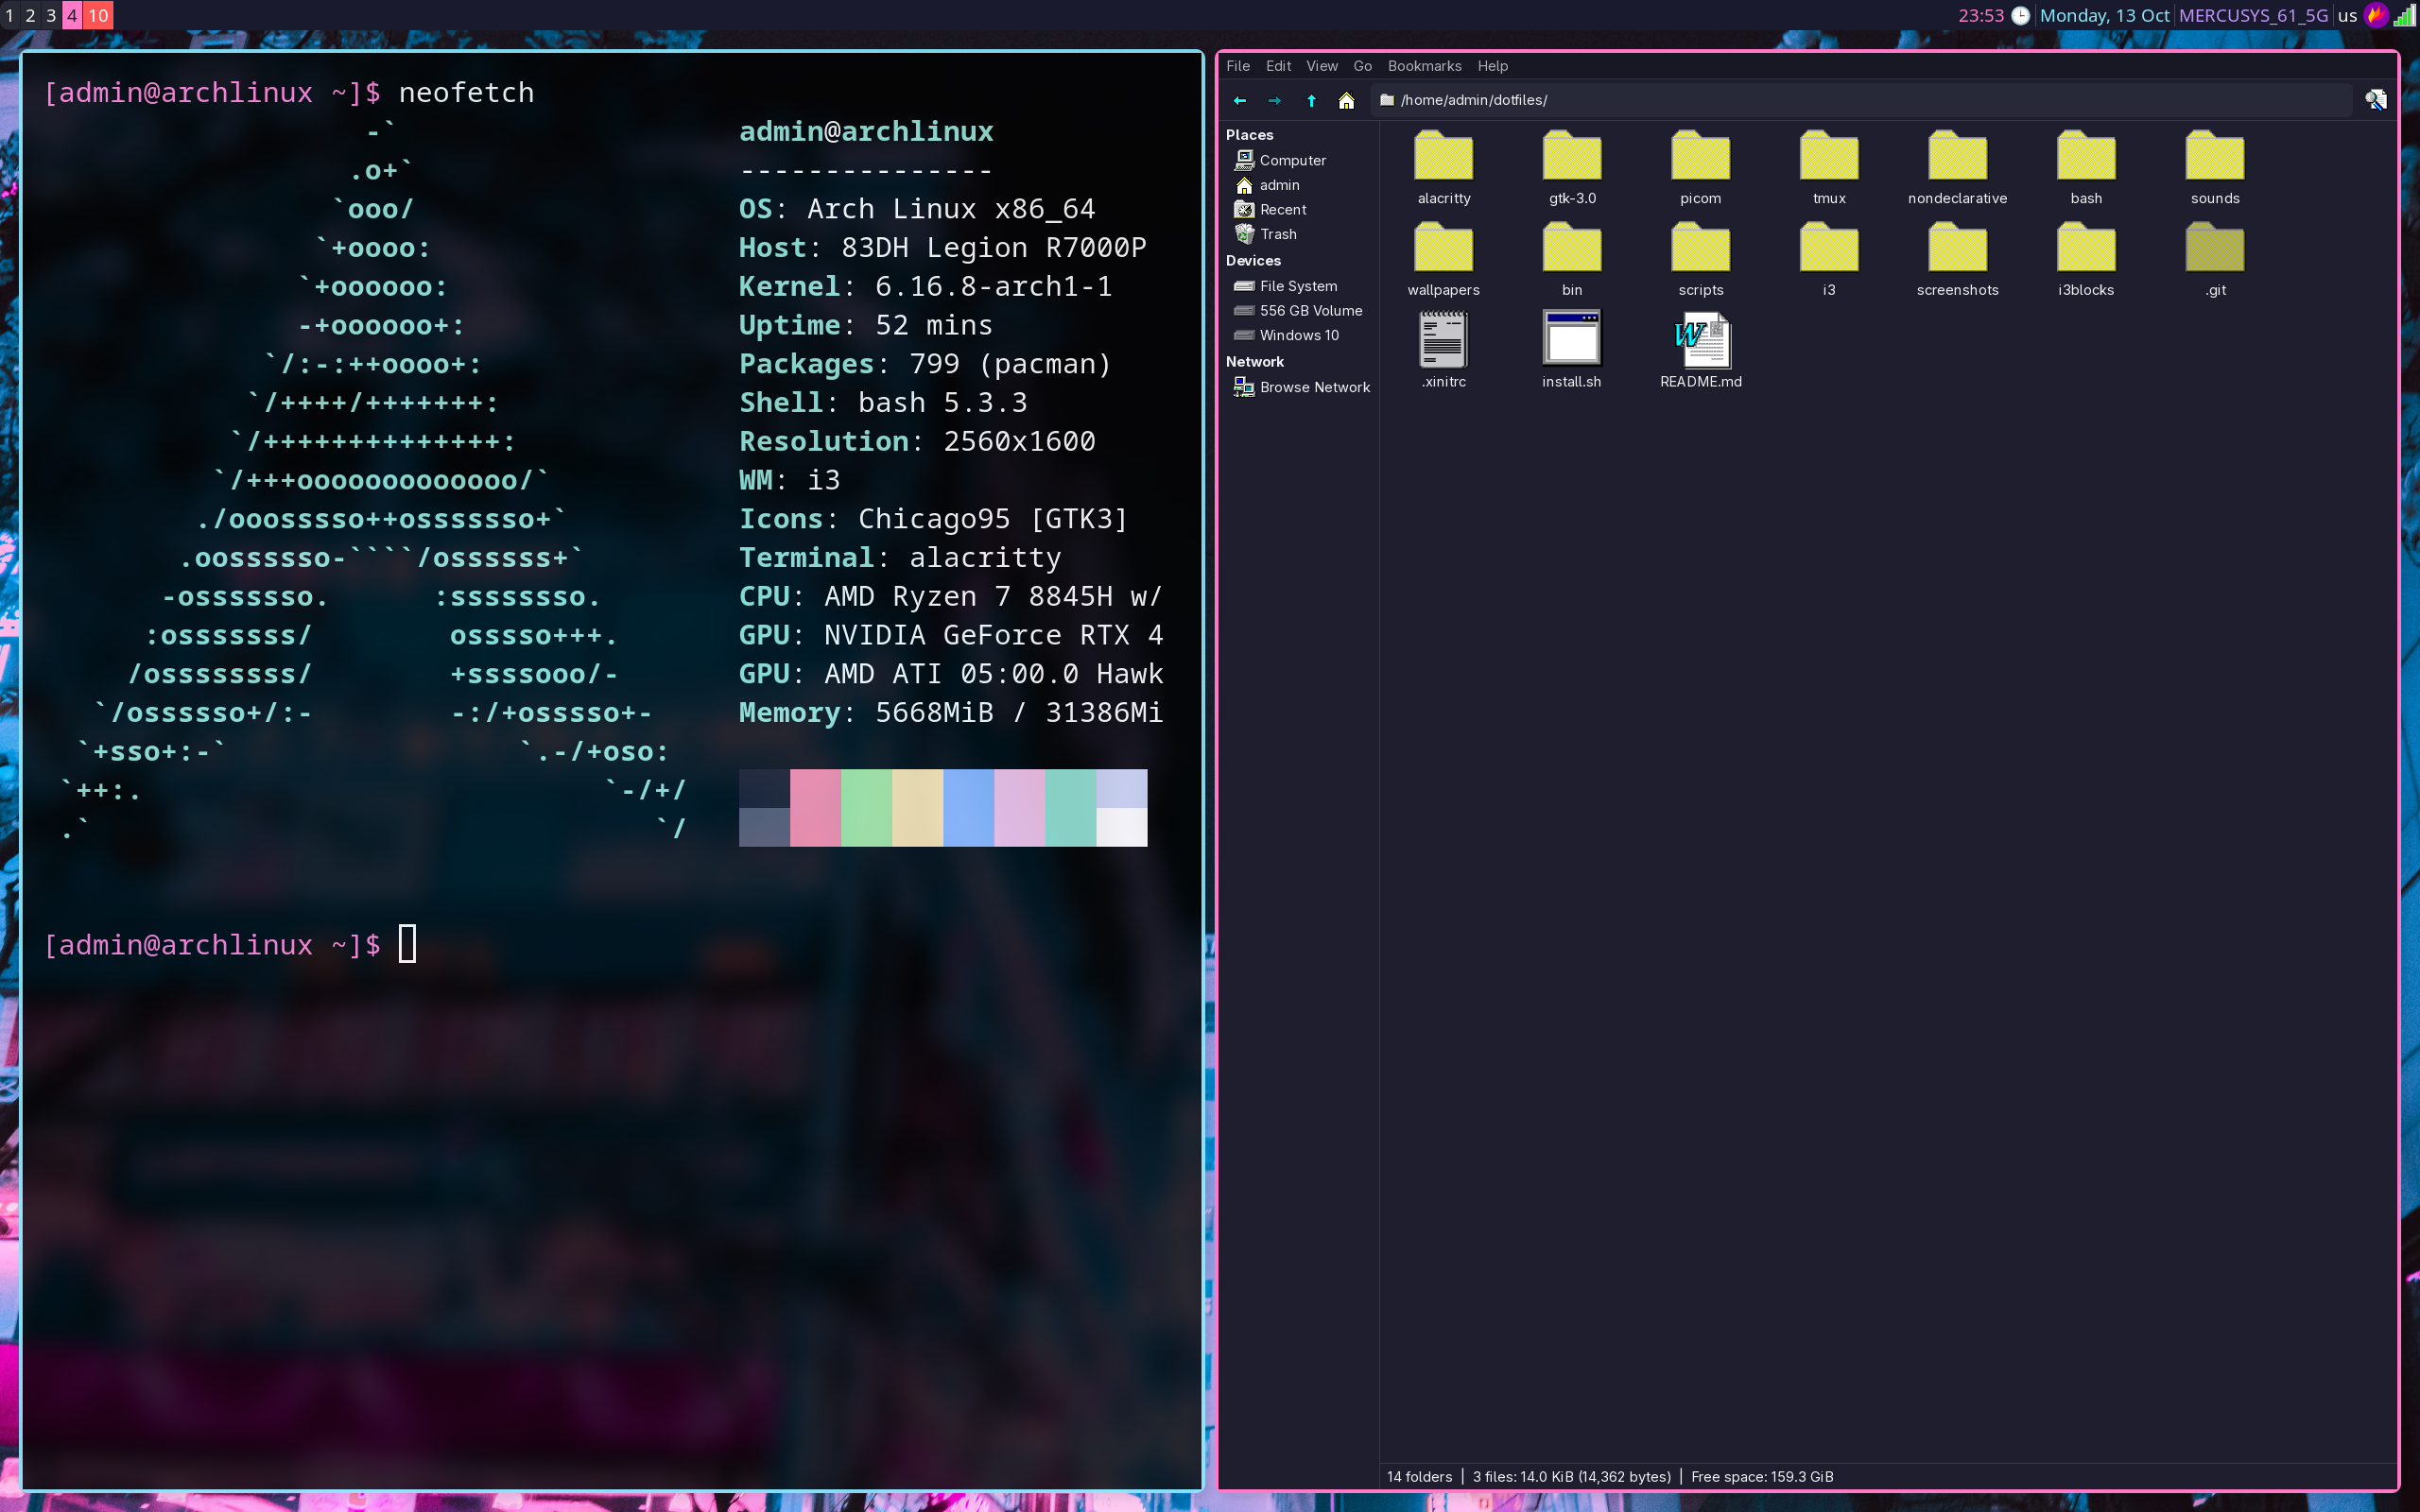 1 2 3 4 10
23:53 Monday, 13 Oct MERCUSYS_61_5G us
[admin@archlinux ~]$ neofetch
-`
.o+`
`ooo/
`+oooo:
`+oooooo:
-+oooooo+:
`/:-:++oooo+:
`/++++/+++++++:
`/++++++++++++++:
`/+++ooooooooooooo/`
./ooosssso++osssssso+`
.oossssso-````/ossssss+`
-osssssso.      :ssssssso.
:osssssss/        osssso+++.
/ossssssss/        +ssssooo/-
`/ossssso+/:-        -:/+osssso+-
`+sso+:-`                 `.-/+oso:
`++:.                           `-/+/
.`                                 `/
admin@archlinux
---------------
OS: Arch Linux x86_64
Host: 83DH Legion R7000P
Kernel: 6.16.8-arch1-1
Uptime: 52 mins
Packages: 799 (pacman)
Shell: bash 5.3.3
Resolution: 2560x1600
WM: i3
Icons: Chicago95 [GTK3]
Terminal: alacritty
CPU: AMD Ryzen 7 8845H w/
GPU: NVIDIA GeForce RTX 4
GPU: AMD ATI 05:00.0 Hawk
Memory: 5668MiB / 31386Mi
[admin@archlinux ~]$
File Edit View Go Bookmarks Help
/home/admin/dotfiles/
Places
Computer
admin
Recent
Trash
Devices
File System
556 GB Volume
Windows 10
Network
Browse Network
alacritty gtk-3.0 picom tmux nondeclarative bash sounds
wallpapers bin scripts i3 screenshots i3blocks .git
.xinitrc install.sh README.md
14 folders | 3 files: 14.0 KiB (14,362 bytes) | Free space: 159.3 GiB